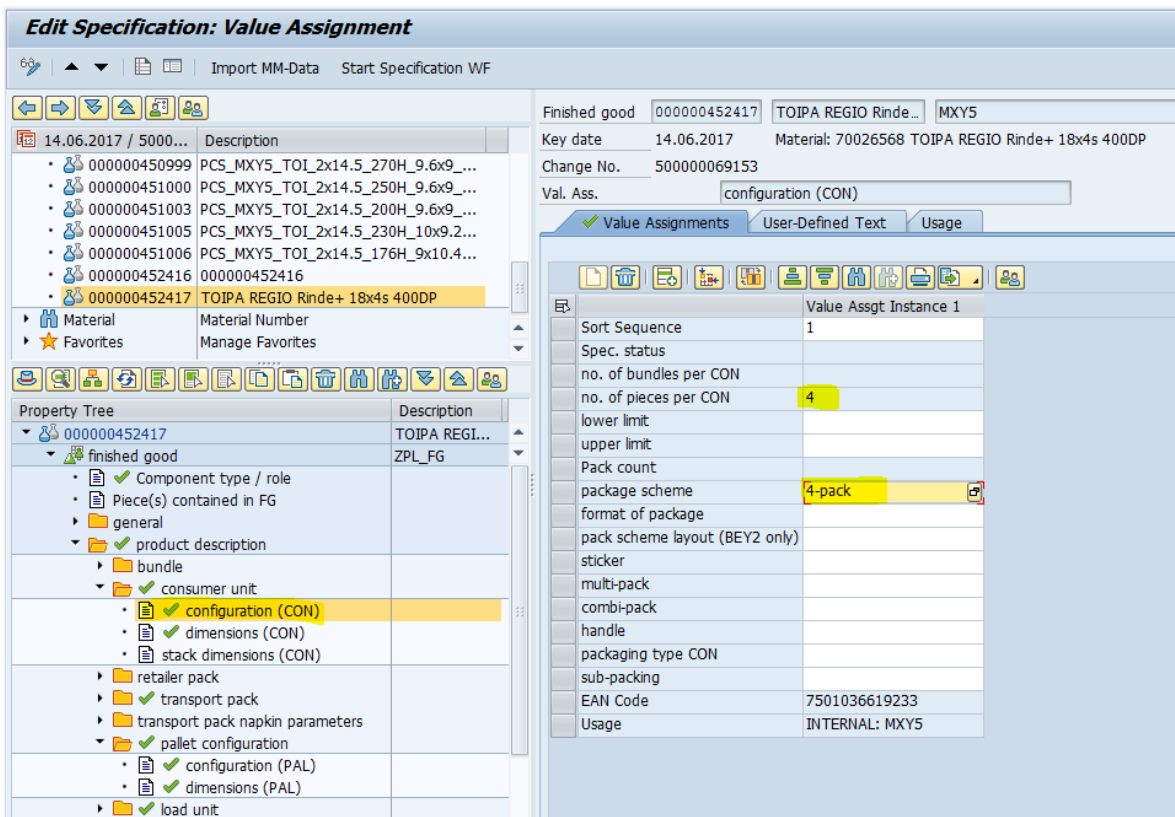 Edit Specification: Value Assignment
Import MM-Data Start Specification WF
14.06.2017 / 5000... Description
000000450999 PCS_MXY5_TOI_2x14.5_270H_9.6x9_...
000000451000 PCS_MXY5_TOI_2x14.5_250H_9.6x9_...
000000451003 PCS_MXY5_TOI_2x14.5_200H_9.6x9_...
000000451005 PCS_MXY5_TOI_2x14.5_230H_10x9.2...
000000451006 PCS_MXY5_TOI_2x14.5_176H_9x10.4...
000000452416 000000452416
000000452417 TOIPA REGIO Rinde+ 18x4s 400DP
Material Material Number
Favorites Manage Favorites
Property Tree Description
000000452417 TOIPA REGI...
finished good ZPL_FG
Component type / role
Piece(s) contained in FG
general
product description
bundle
consumer unit
configuration (CON)
dimensions (CON)
stack dimensions (CON)
retailer pack
transport pack
transport pack napkin parameters
pallet configuration
configuration (PAL)
dimensions (PAL)
load unit
Finished good 000000452417 TOIPA REGIO Rinde... MXY5
Key date 14.06.2017 Material: 70026568 TOIPA REGIO Rinde+ 18x4s 400DP
Change No. 500000069153
Val. Ass. configuration (CON)
Value Assignments User-Defined Text Usage
Value Assgt Instance 1
Sort Sequence 1
Spec. status
no. of bundles per CON
no. of pieces per CON 4
lower limit
upper limit
Pack count
package scheme 4-pack
format of package
pack scheme layout (BEY2 only)
sticker
multi-pack
combi-pack
handle
packaging type CON
sub-packing
EAN Code 7501036619233
Usage INTERNAL: MXY5